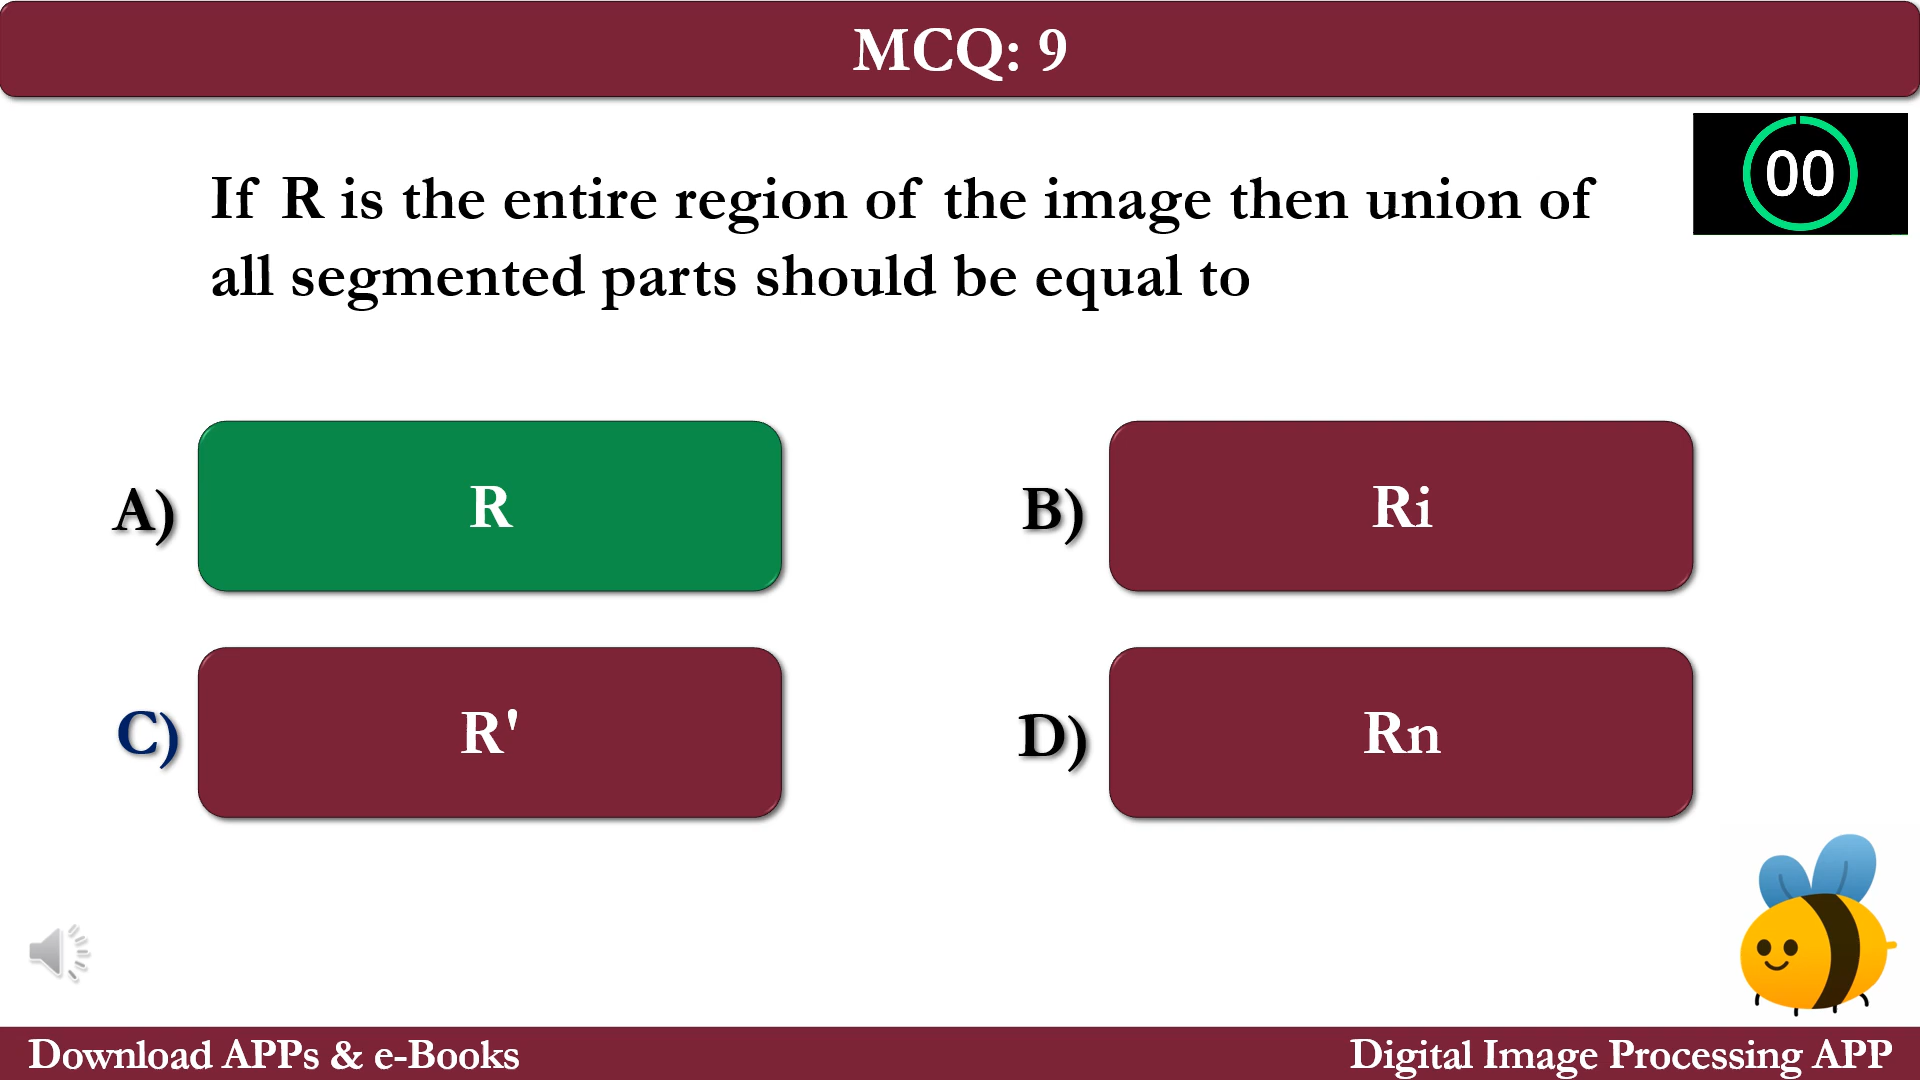 MCQ: 9
00
If R is the entire region of the image then union of
all segmented parts should be equal to
A) R
B) Ri
C) R'
D) Rn
Download APPs & e-Books
Digital Image Processing APP